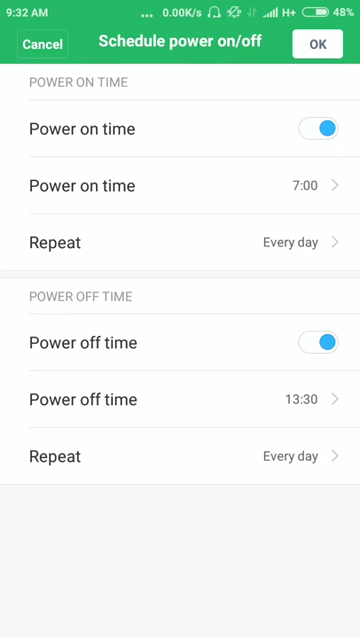 9:32 AM ... 0.00K/s H+ 48%
Cancel Schedule power on/off OK
POWER ON TIME
Power on time
Power on time 7:00
Repeat Every day
POWER OFF TIME
Power off time
Power off time 13:30
Repeat Every day